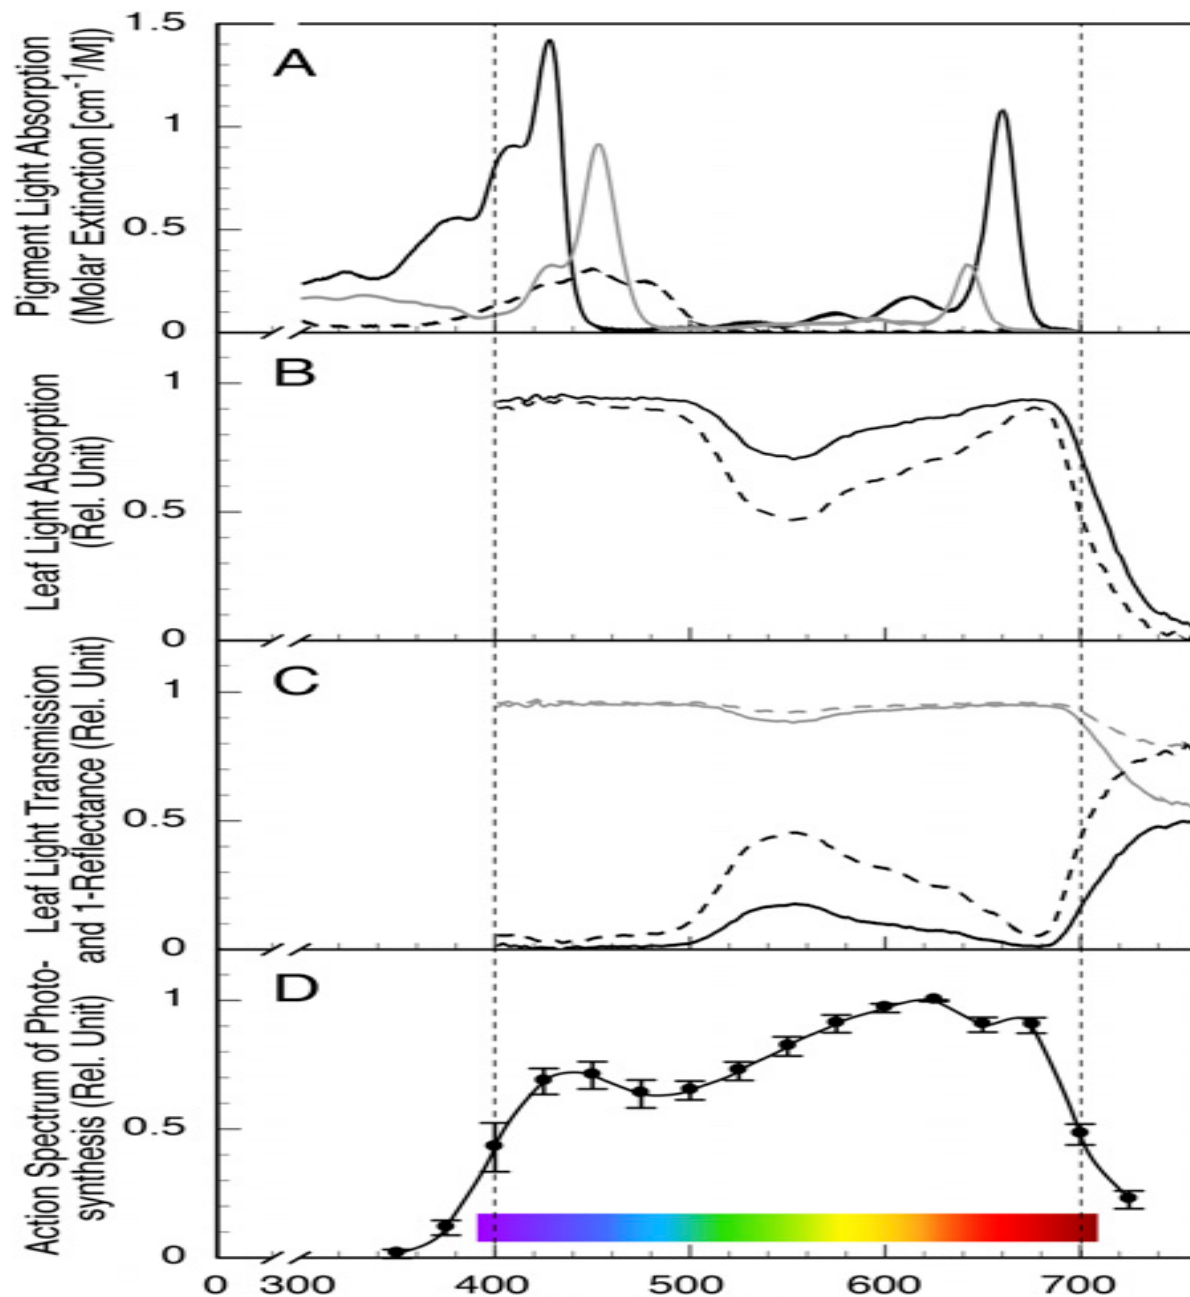 Pigment Light Absorption
(Molar Extinction [cm-1/M])
1.5
1
0.5
0
A
Leaf Light Absorption
(Rel. Unit)
1
0.5
0
B
Leaf Light Transmission
and 1-Reflectance (Rel. Unit)
1
0.5
0
C
Action Spectrum of Photo-
synthesis (Rel. Unit)
1
0.5
0
D
0 300 400 500 600 700